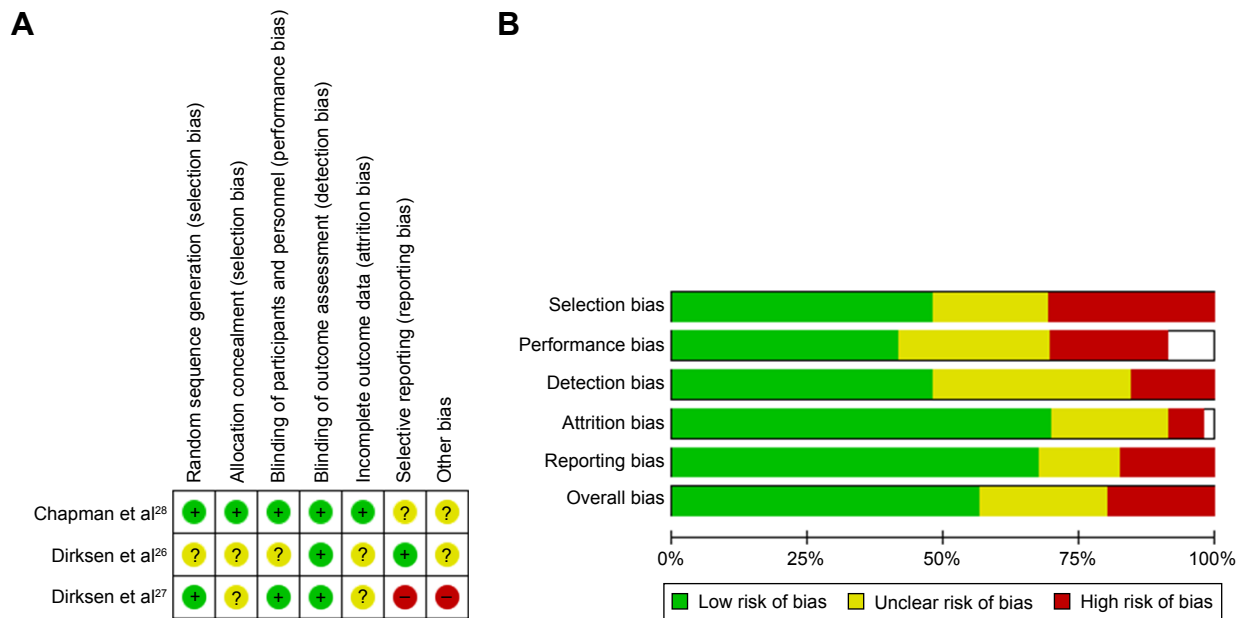 A
Random sequence generation (selection bias)
Allocation concealment (selection bias)
Blinding of participants and personnel (performance bias)
Blinding of outcome assessment (detection bias)
Incomplete outcome data (attrition bias)
Selective reporting (reporting bias)
Other bias
Chapman et al²⁸ + + + + + ? ?
Dirksen et al²⁶ ? ? ? + ? + ?
Dirksen et al²⁷ + ? + + ? − −
B
Selection bias
Performance bias
Detection bias
Attrition bias
Reporting bias
Overall bias
0% 25% 50% 75% 100%
Low risk of bias Unclear risk of bias High risk of bias